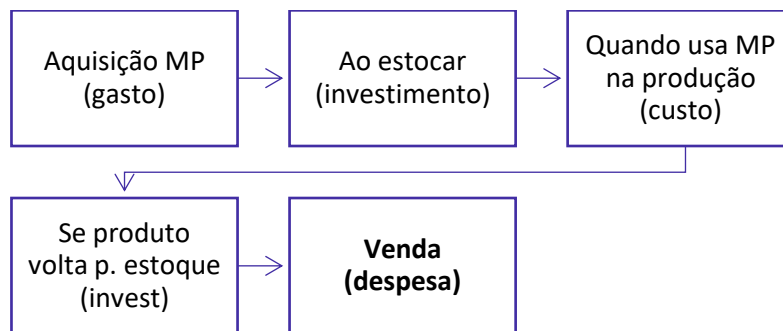 Aquisição MP
(gasto)
Ao estocar
(investimento)
Quando usa MP
na produção
(custo)
Se produto
volta p. estoque
(invest)
Venda
(despesa)